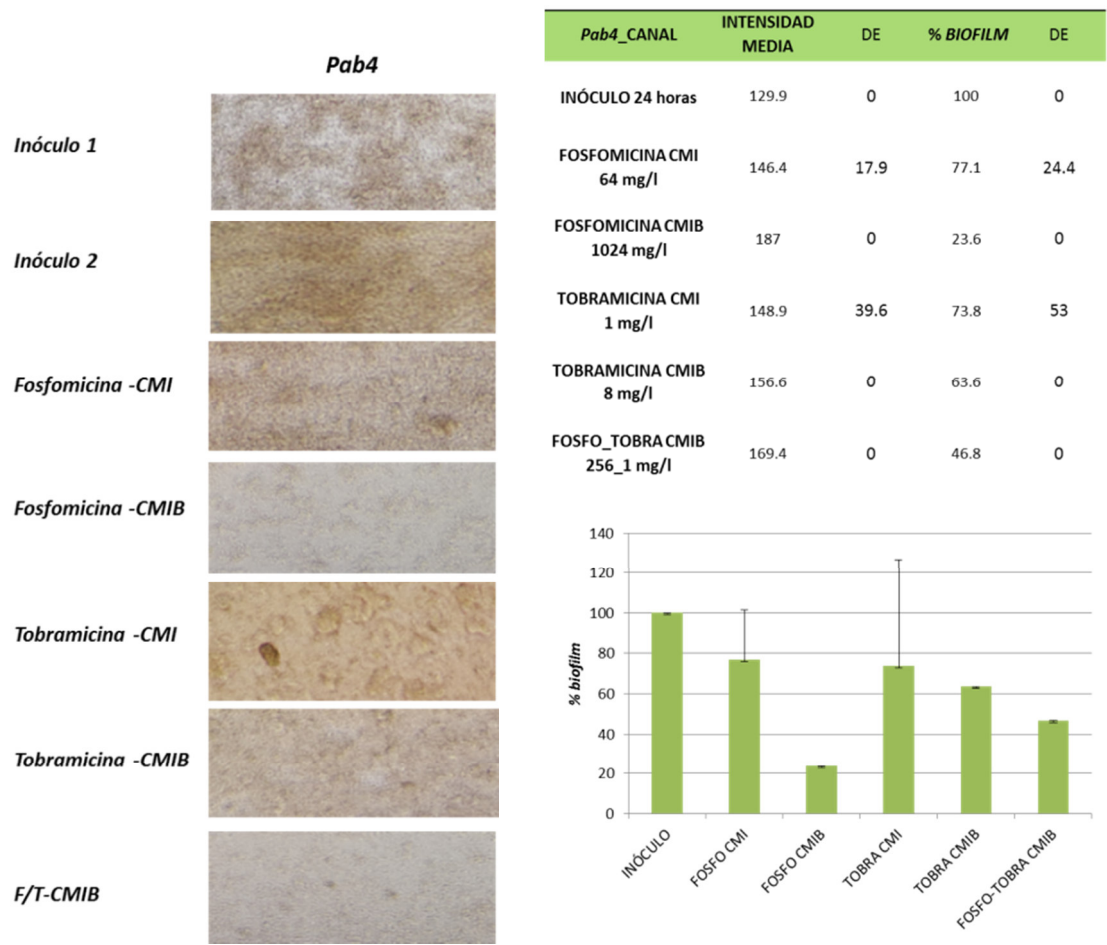 Pab4
Inóculo 1
Inóculo 2
Fosfomicina -CMI
Fosfomicina -CMIB
Tobramicina -CMI
Tobramicina -CMIB
F/T-CMIB
Pab4_CANAL INTENSIDAD MEDIA DE % BIOFILM DE
INÓCULO 24 horas 129.9 0 100 0
FOSFOMICINA CMI
64 mg/l 146.4 17.9 77.1 24.4
FOSFOMICINA CMIB
1024 mg/l 187 0 23.6 0
TOBRAMICINA CMI
1 mg/l 148.9 39.6 73.8 53
TOBRAMICINA CMIB
8 mg/l 156.6 0 63.6 0
FOSFO_TOBRA CMIB
256_1 mg/l 169.4 0 46.8 0
% biofilm
140
120
100
80
60
40
20
0
INÓCULO
FOSFO CMI
FOSFO CMIB
TOBRA CMI
TOBRA CMIB
FOSFO-TOBRA CMIB